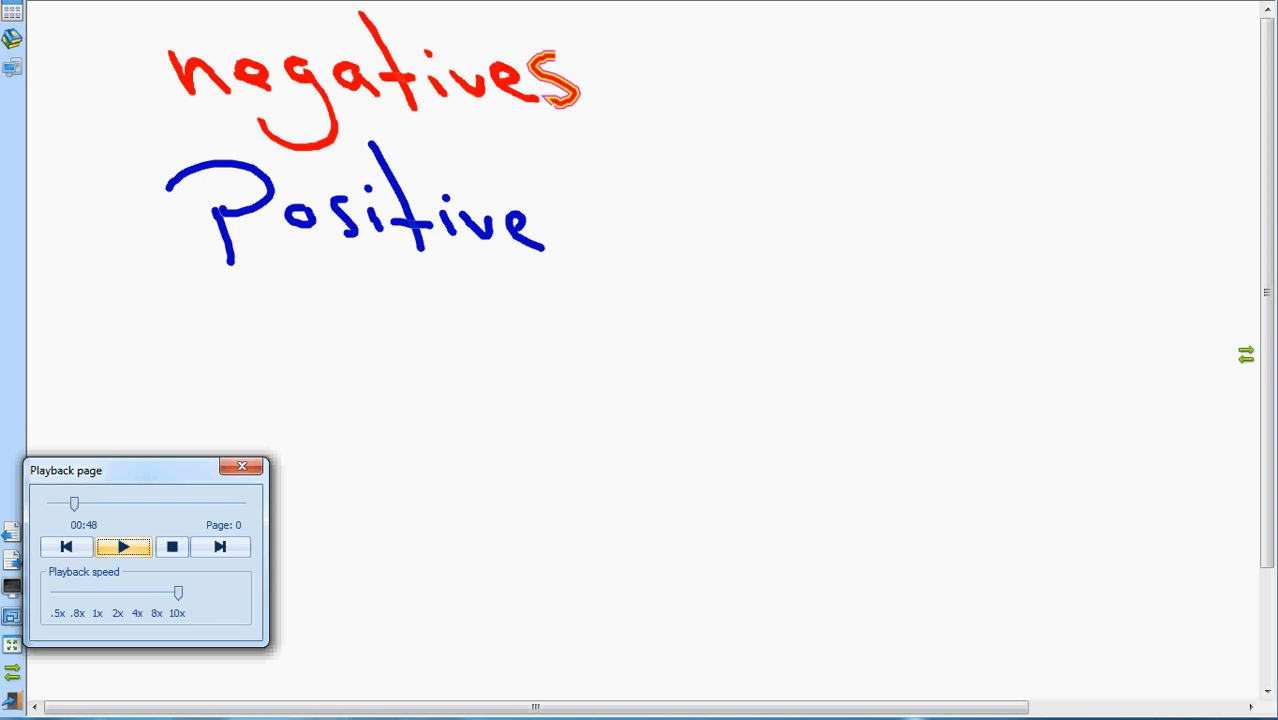 negatives
Positive
Playback page
00:48 Page: 0
Playback speed
.5x .8x 1x 2x 4x 8x 10x